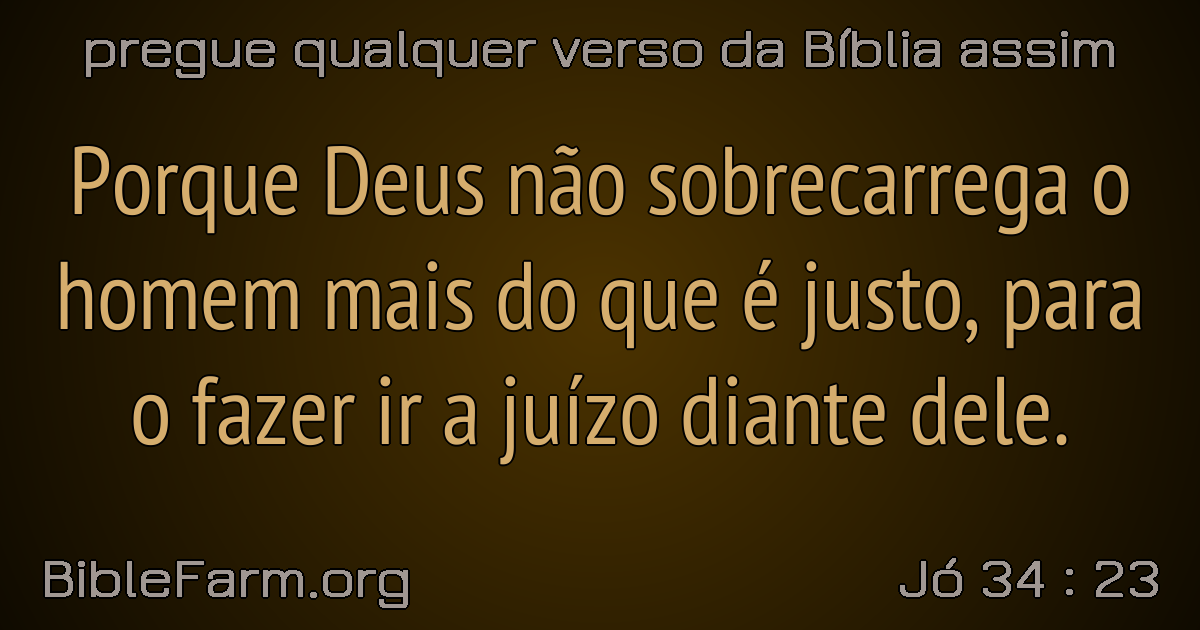 pregue qualquer verso da Bíblia assim
Porque Deus não sobrecarrega o
homem mais do que é justo, para
o fazer ir a juízo diante dele.
BibleFarm.org
Jó 34 : 23